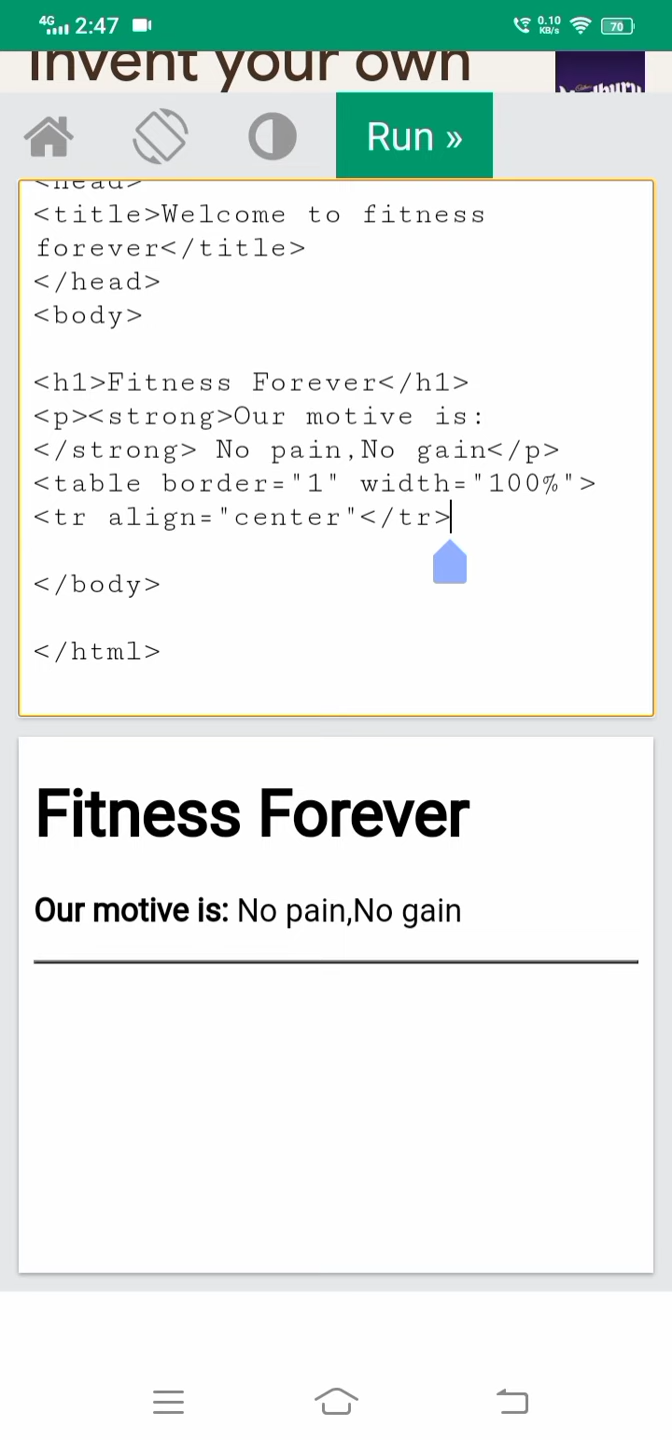 4G 2:47 0.10 KB/s 70
Invent your own
Run »
<head>
<title>Welcome to fitness
forever</title>
</head>
<body>
<h1>Fitness Forever</h1>
<p><strong>Our motive is:
</strong> No pain,No gain</p>
<table border="1" width="100%">
<tr align="center"</tr>
</body>
</html>
Fitness Forever
Our motive is: No pain,No gain